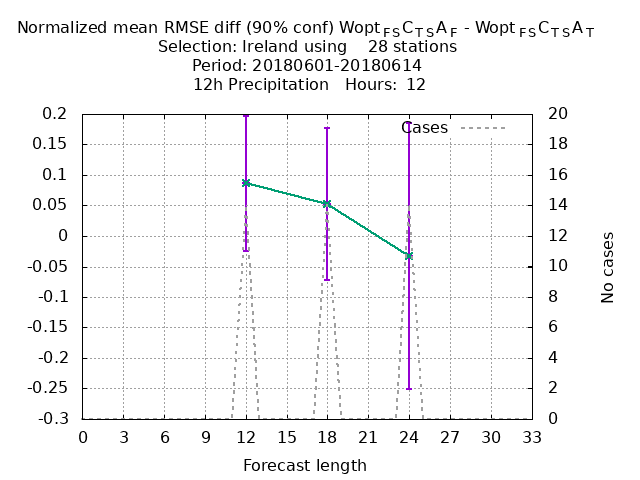 Normalized mean RMSE diff (90% conf) Wopt FS C TS A F - Wopt FS C TS A T
Selection: Ireland using 28 stations
Period: 20180601-20180614
12h Precipitation Hours: 12
Cases
0.2
0.15
0.1
0.05
0
-0.05
-0.1
-0.15
-0.2
-0.25
-0.3
20
18
16
14
12
10
8
6
4
2
0
No cases
0 3 6 9 12 15 18 21 24 27 30 33
Forecast length